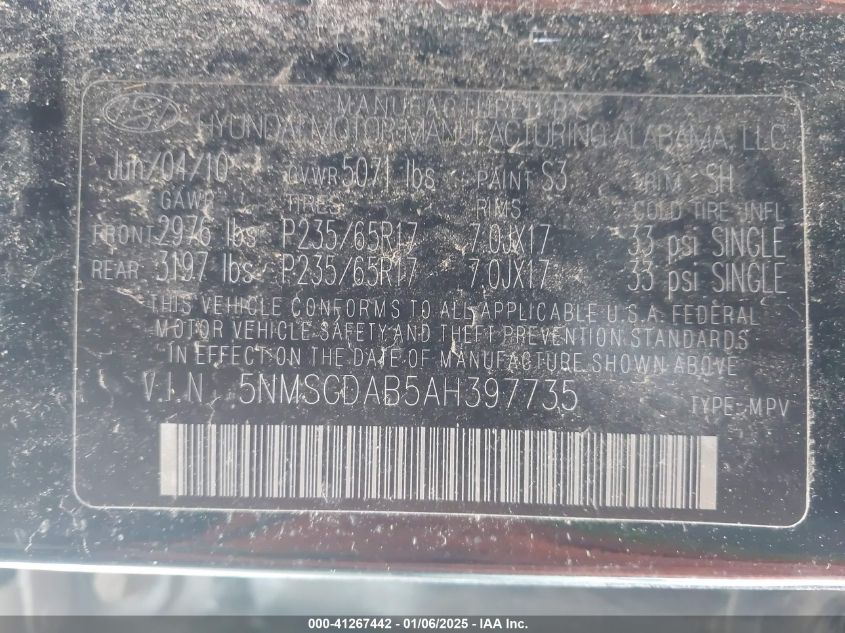 MANUFACTURED BY
HYUNDAI MOTOR MANUFACTURING ALABAMA, LLC
Jun/04/10 GVWR 5071 lbs PAINT S3 TRIM SH
GAWR TIRES RIMS COLD TIRE INFL
FRONT 2976 lbs P235/65R17 7.0JX17 33 psi SINGLE
REAR 3197 lbs P235/65R17 7.0JX17 33 psi SINGLE
THIS VEHICLE CONFORMS TO ALL APPLICABLE U.S.A. FEDERAL
MOTOR VEHICLE SAFETY AND THEFT PREVENTION STANDARDS
IN EFFECT ON THE DATE OF MANUFACTURE SHOWN ABOVE
V.I.N 5NMSGDAB5AH397735 TYPE: MPV
000-41267442 - 01/06/2025 - IAA Inc.